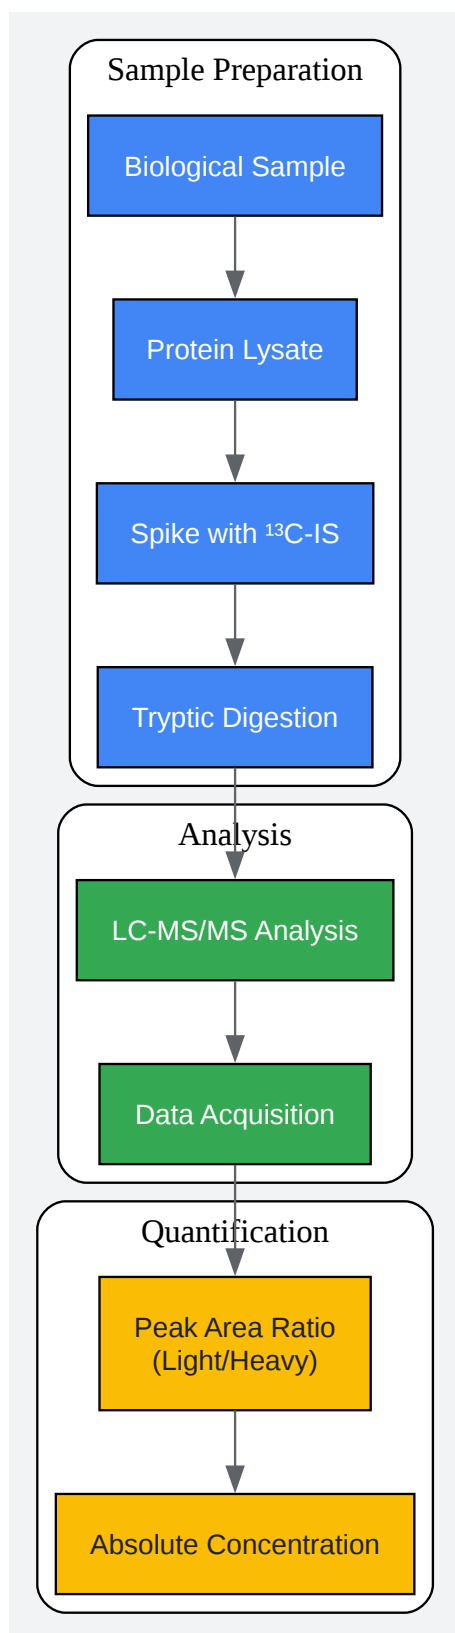 Sample Preparation
Biological Sample
Protein Lysate
Spike with ¹³C-IS
Tryptic Digestion
Analysis
LC-MS/MS Analysis
Data Acquisition
Quantification
Peak Area Ratio
(Light/Heavy)
Absolute Concentration